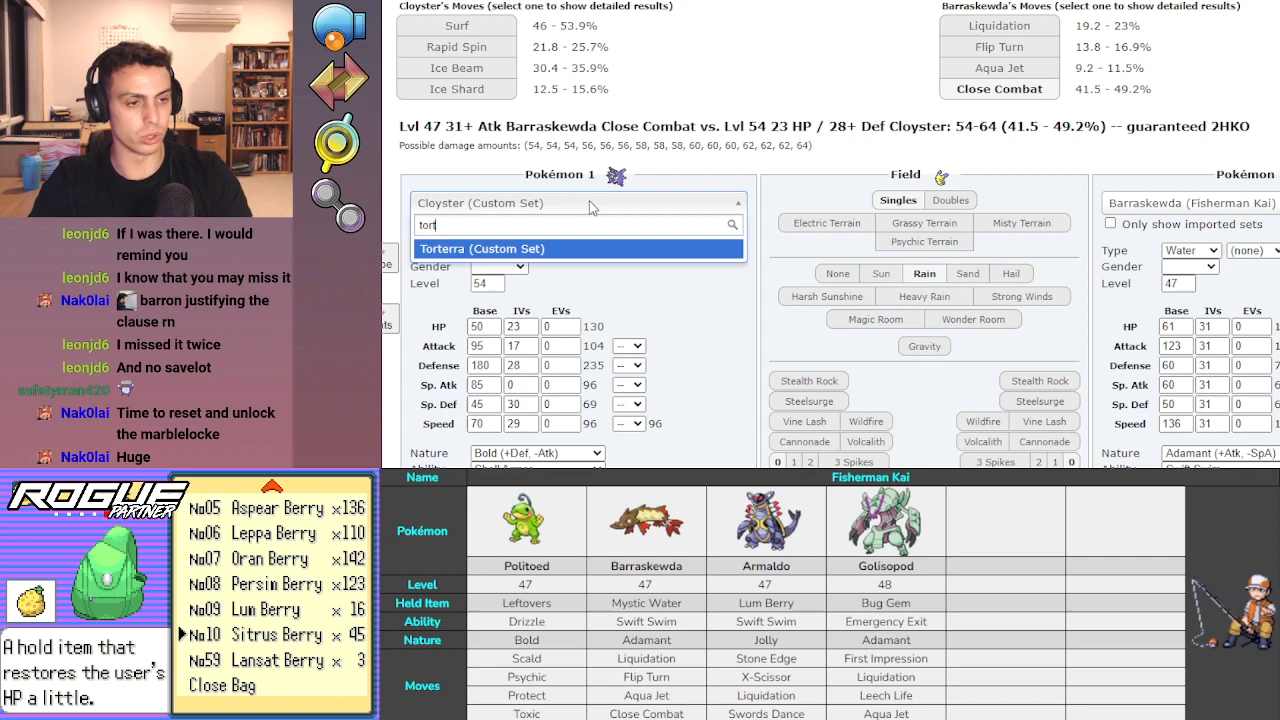 Cloyster's Moves (select one to show detailed results)
Surf 46 - 53.9%
Rapid Spin 21.8 - 25.7%
Ice Beam 30.4 - 35.9%
Ice Shard 12.5 - 15.6%
Barraskewda's Moves (select one to show detailed results)
Liquidation 19.2 - 23%
Flip Turn 13.8 - 16.9%
Aqua Jet 9.2 - 11.5%
Close Combat 41.5 - 49.2%
Lvl 47 31+ Atk Barraskewda Close Combat vs. Lvl 54 23 HP / 28+ Def Cloyster: 54-64 (41.5 - 49.2%) -- guaranteed 2HKO
Possible damage amounts: (54, 54, 54, 56, 56, 56, 58, 58, 58, 60, 60, 60, 62, 62, 62, 64)
Pokémon 1
Cloyster (Custom Set)
tort
Torterra (Custom Set)
Gender
Level 54
Base IVs EVs
HP 50 23 0 130
Attack 95 17 0 104 --
Defense 180 28 0 235 --
Sp. Atk 0 96 --
Sp. Def 45 30 0 69 --
Speed 70 29 0 96 -- 96
Nature Bold (+Def, -Atk)
Field
Singles Doubles
Electric Terrain Grassy Terrain Misty Terrain
Psychic Terrain
None Sun Rain Sand Hail
Harsh Sunshine Heavy Rain Strong Winds
Magic Room Wonder Room
Gravity
Stealth Rock Stealth Rock
Steelsurge Steelsurge
Vine Lash Wildfire Wildfire Vine Lash
Cannonade Volcalith Volcalith Cannonade
0 1 2 3 Spikes 3 Spikes 2 1 0
Pokémon
Barraskewda (Fisherman Kai)
Only show imported sets
Type Water (none)
Gender
Level 47
Base IVs EVs
HP 61 31 0
Attack 123 31 0
Defense 60 31 0
Sp. Atk 60 31 0
Sp. Def 50 31 0
Speed 136 31 0
Nature Adamant (+Atk, -SpA)
leonjd6 If I was there. I would
remind you
leonjd6 I know that you may miss it
Nak0lai barron justifying the
clause rn
leonjd6 I missed it twice
leonjd6 And no savelot
safetyman420
Nak0lai Time to reset and unlock
the marblelocke
Nak0lai Huge
ROGUE
PARTNER
No05 Aspear Berry x136
No06 Leppa Berry x110
No07 Oran Berry x142
No08 Persim Berry x123
No09 Lum Berry x 16
No10 Sitrus Berry x 45
No59 Lansat Berry x 3
Close Bag
A hold item that
restores the user's
HP a little.
Name Fisherman Kai
Pokémon Politoed Barraskewda Armaldo Golisopod
Level 47 47 47 48
Held Item Leftovers Mystic Water Lum Berry Bug Gem
Ability Drizzle Swift Swim Swift Swim Emergency Exit
Nature Bold Adamant Jolly Adamant
Moves
Scald Liquidation Stone Edge First Impression
Psychic Flip Turn X-Scissor Liquidation
Protect Aqua Jet Liquidation Leech Life
Toxic Close Combat Swords Dance Aqua Jet